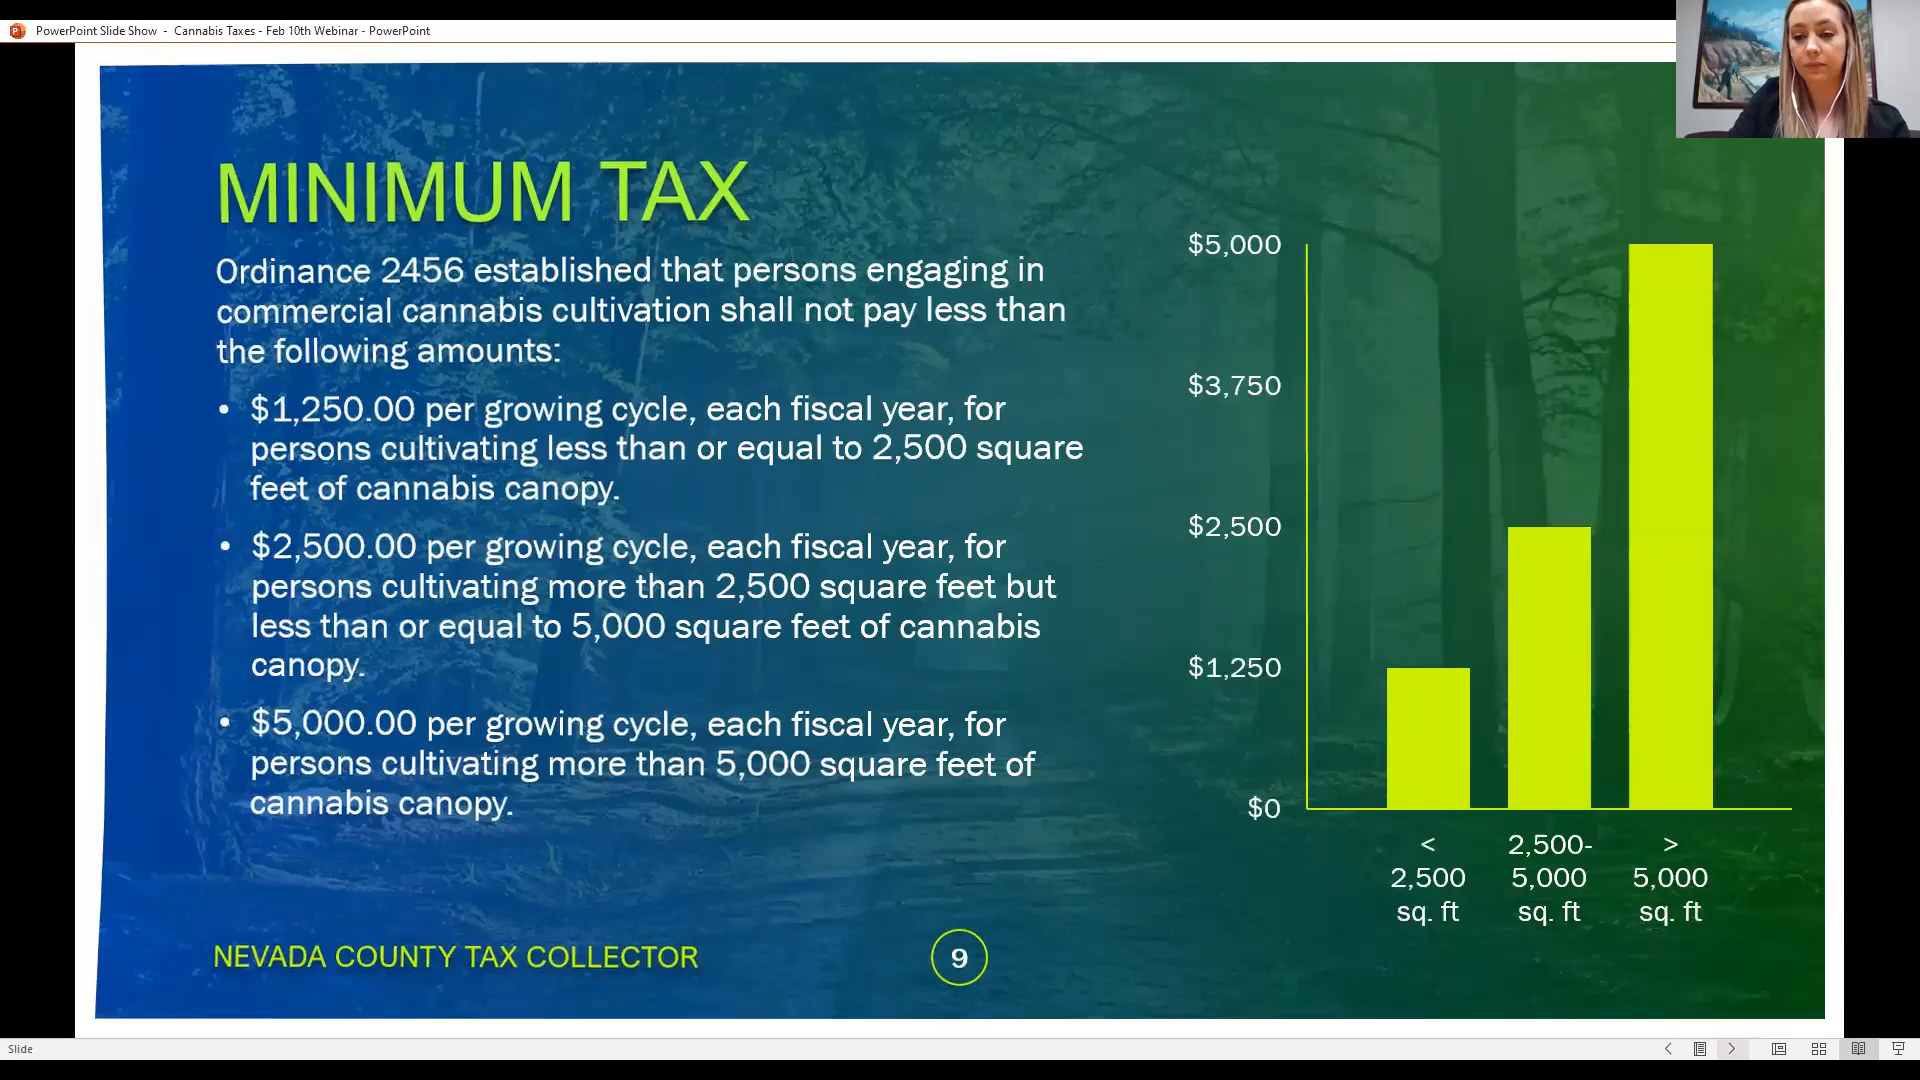 PowerPoint Slide Show - Cannabis Taxes - Feb 10th Webinar - PowerPoint
MINIMUM TAX
Ordinance 2456 established that persons engaging in
commercial cannabis cultivation shall not pay less than
the following amounts:
• $1,250.00 per growing cycle, each fiscal year, for
persons cultivating less than or equal to 2,500 square
feet of cannabis canopy.
• $2,500.00 per growing cycle, each fiscal year, for
persons cultivating more than 2,500 square feet but
less than or equal to 5,000 square feet of cannabis
canopy.
• $5,000.00 per growing cycle, each fiscal year, for
persons cultivating more than 5,000 square feet of
cannabis canopy.
$5,000
$3,750
$2,500
$1,250
$0
<
2,500
sq. ft
2,500-
5,000
sq. ft
>
5,000
sq. ft
NEVADA COUNTY TAX COLLECTOR
9
Slide